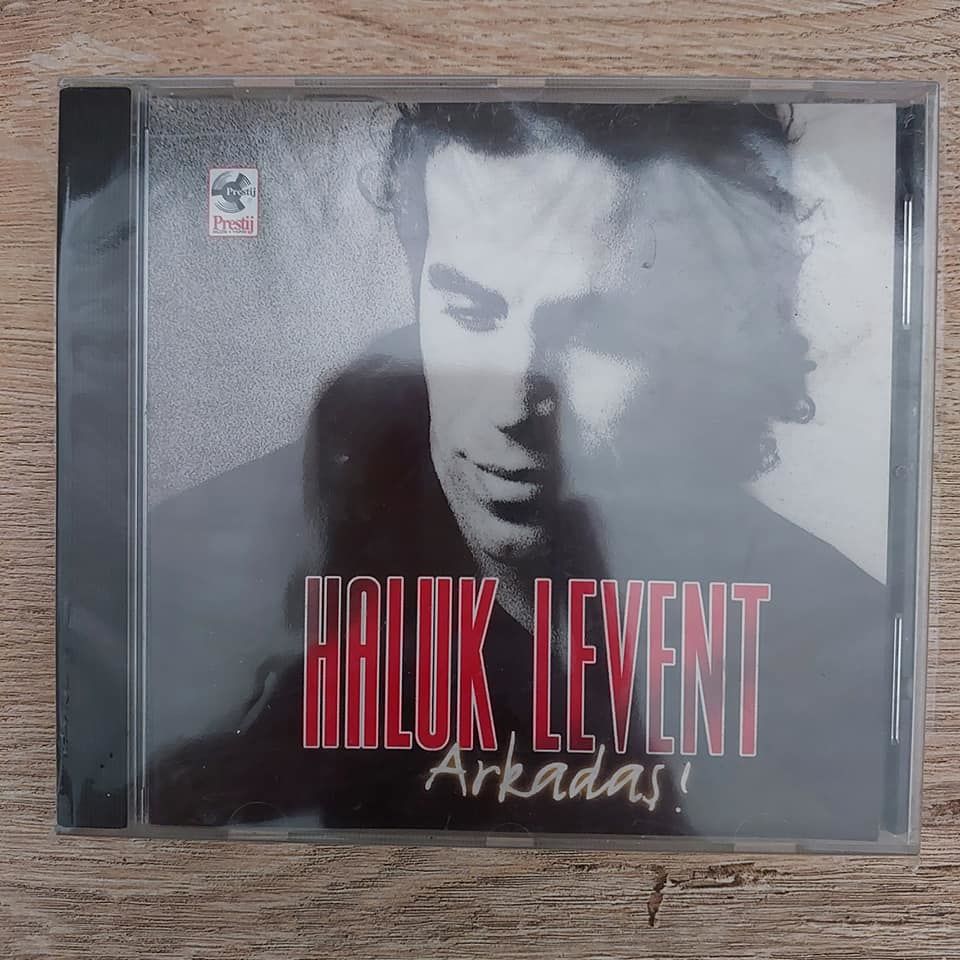 Prestij
Prestij
HALUK LEVENT
Arkadaş!